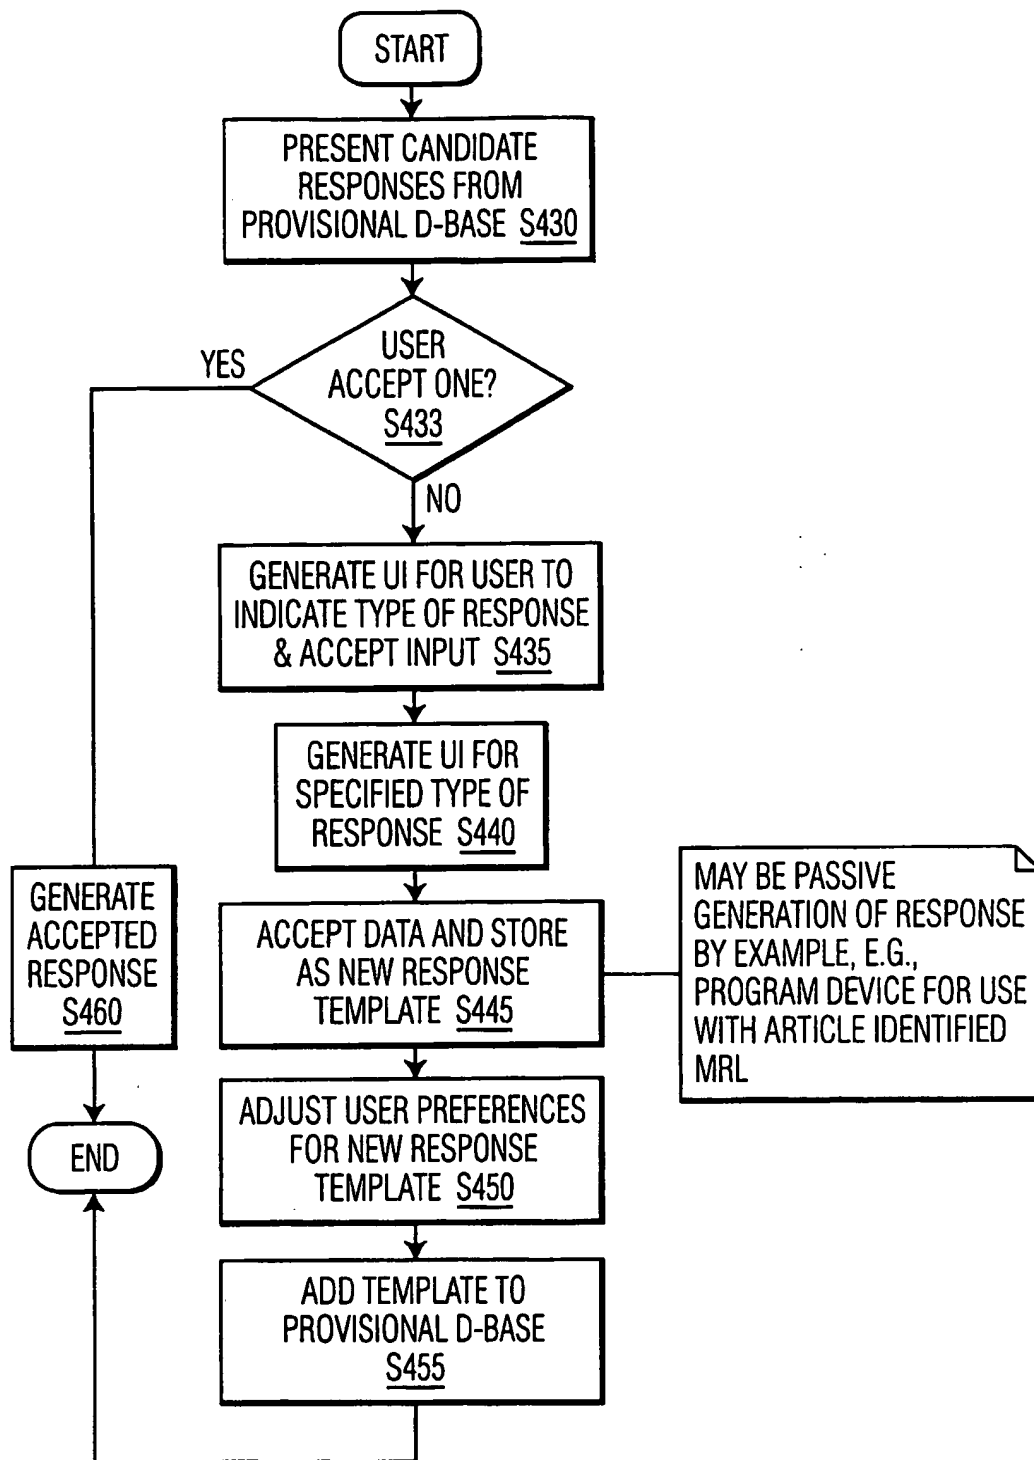 START
PRESENT CANDIDATE
RESPONSES FROM
PROVISIONAL D-BASE S430
USER
ACCEPT ONE?
S433
YES
NO
GENERATE UI FOR USER TO
INDICATE TYPE OF RESPONSE
& ACCEPT INPUT S435
GENERATE UI FOR
SPECIFIED TYPE OF
RESPONSE S440
GENERATE
ACCEPTED
RESPONSE
S460
ACCEPT DATA AND STORE
AS NEW RESPONSE
TEMPLATE S445
MAY BE PASSIVE
GENERATION OF RESPONSE
BY EXAMPLE, E.G.,
PROGRAM DEVICE FOR USE
WITH ARTICLE IDENTIFIED
MRL
END
ADJUST USER PREFERENCES
FOR NEW RESPONSE
TEMPLATE S450
ADD TEMPLATE TO
PROVISIONAL D-BASE
S455